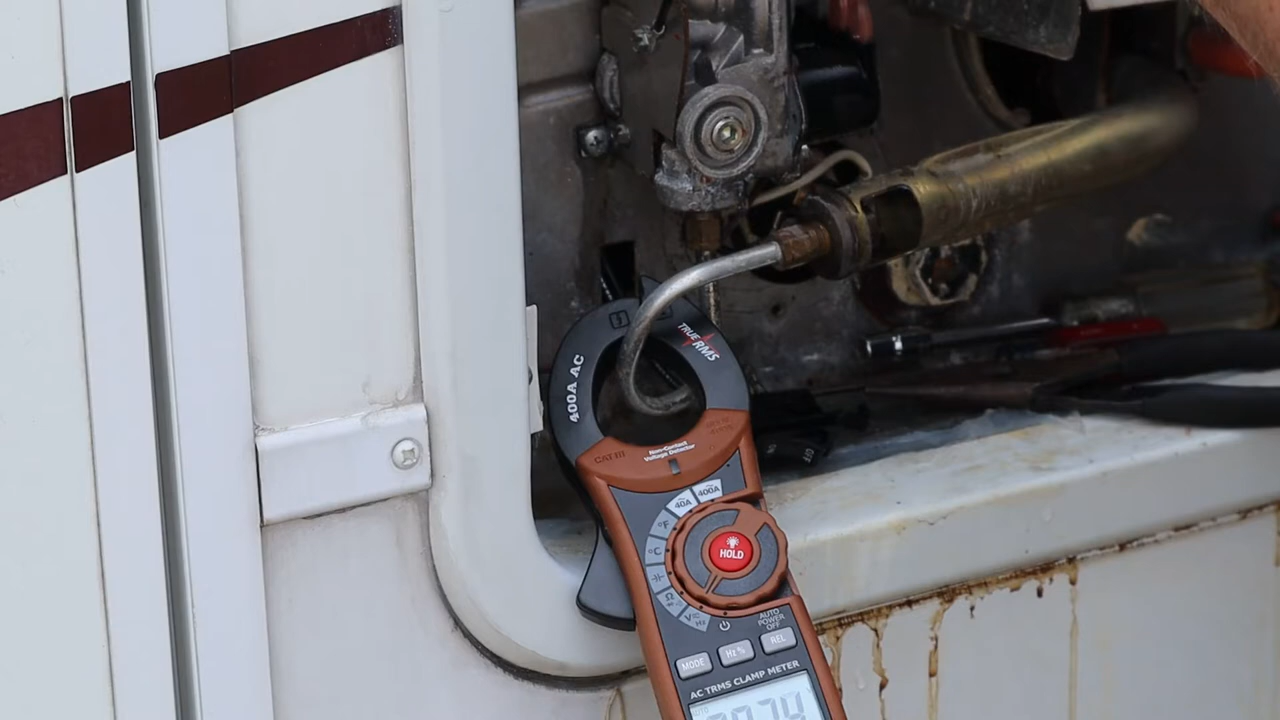 TRUE RMS
400A AC
CAT III
Non-Contact
Voltage Detector
40A
400A
°F
°C
Ω
V
Hz
HOLD
AUTO
POWER
OFF
MODE
Hz %
REL
AC TRMS CLAMP METER